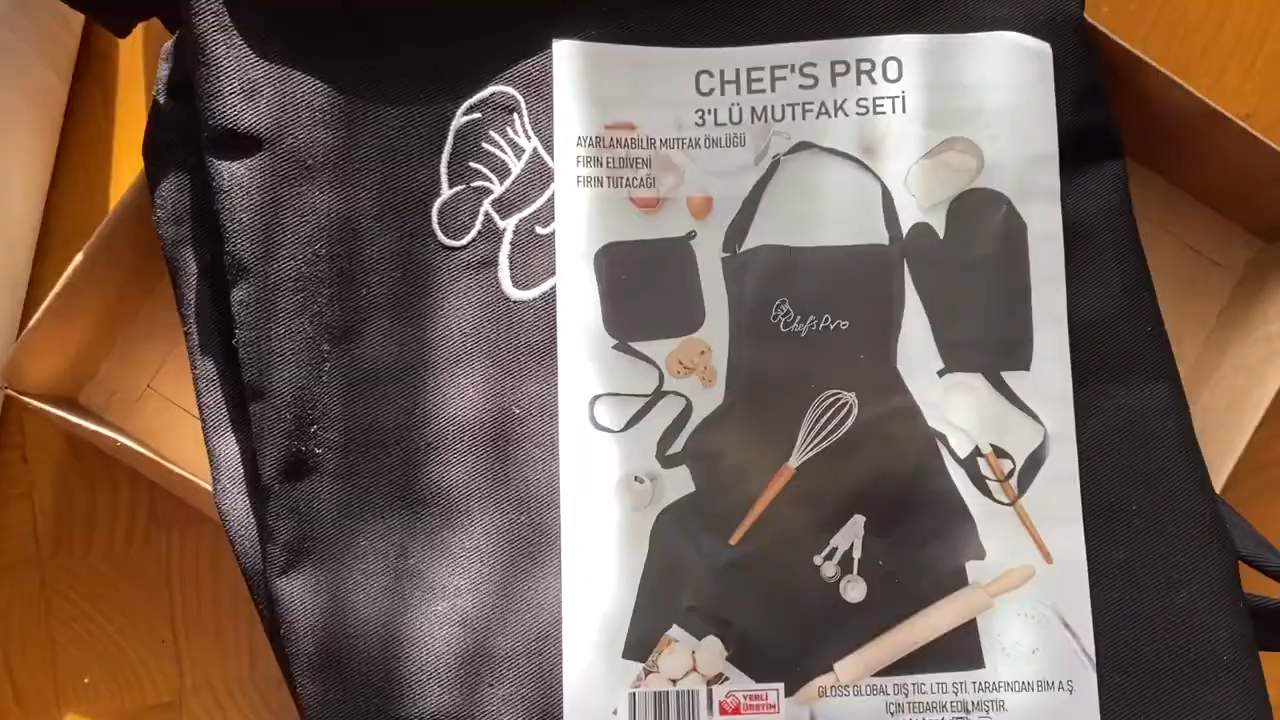 CHEF'S PRO
3'LÜ MUTFAK SETİ
AYARLANABİLİR MUTFAK ÖNLÜĞÜ
FIRIN ELDİVENİ
FIRIN TUTACAĞI
Chef's Pro
YERLİ
ÜRETİM
GLOSS GLOBAL DIŞ TİC. LTD. ŞTİ. TARAFINDAN BİM A.Ş.
İÇİN TEDARİK EDİLMİŞTİR.